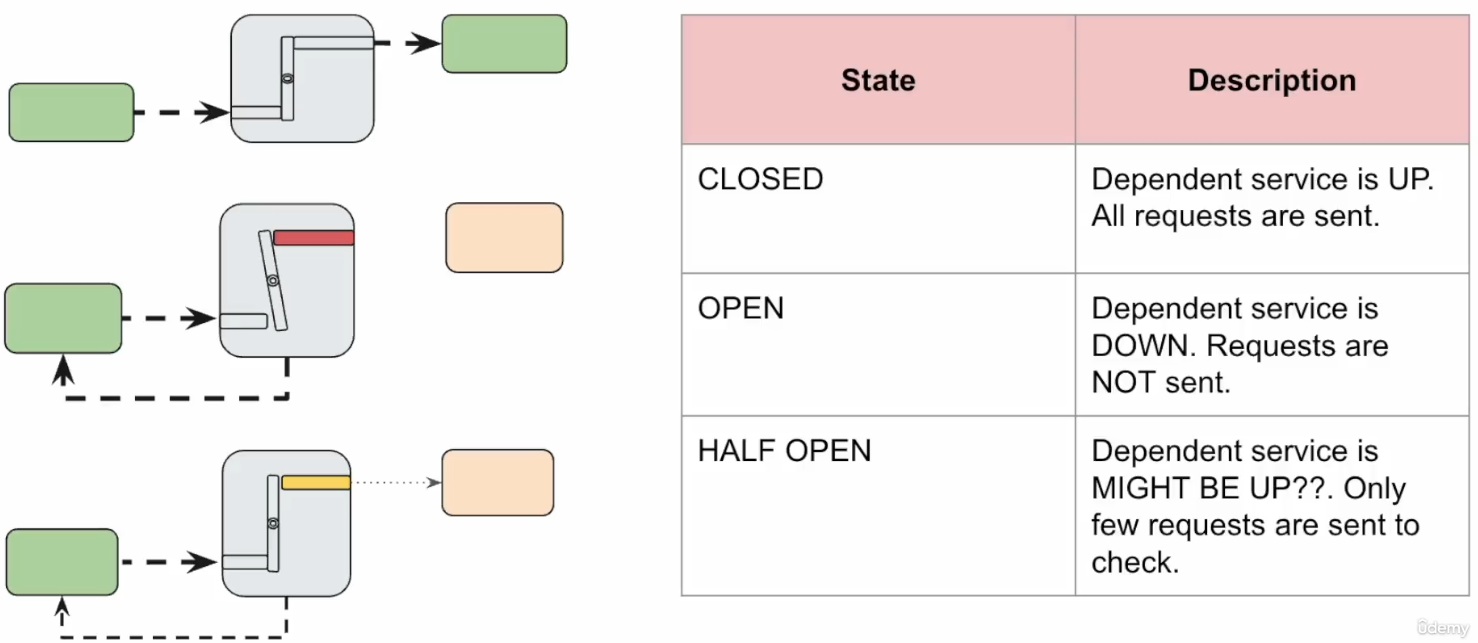 State
Description
CLOSED
Dependent service is UP.
All requests are sent.
OPEN
Dependent service is
DOWN. Requests are
NOT sent.
HALF OPEN
Dependent service is
MIGHT BE UP??. Only
few requests are sent to
check.
ûdemy